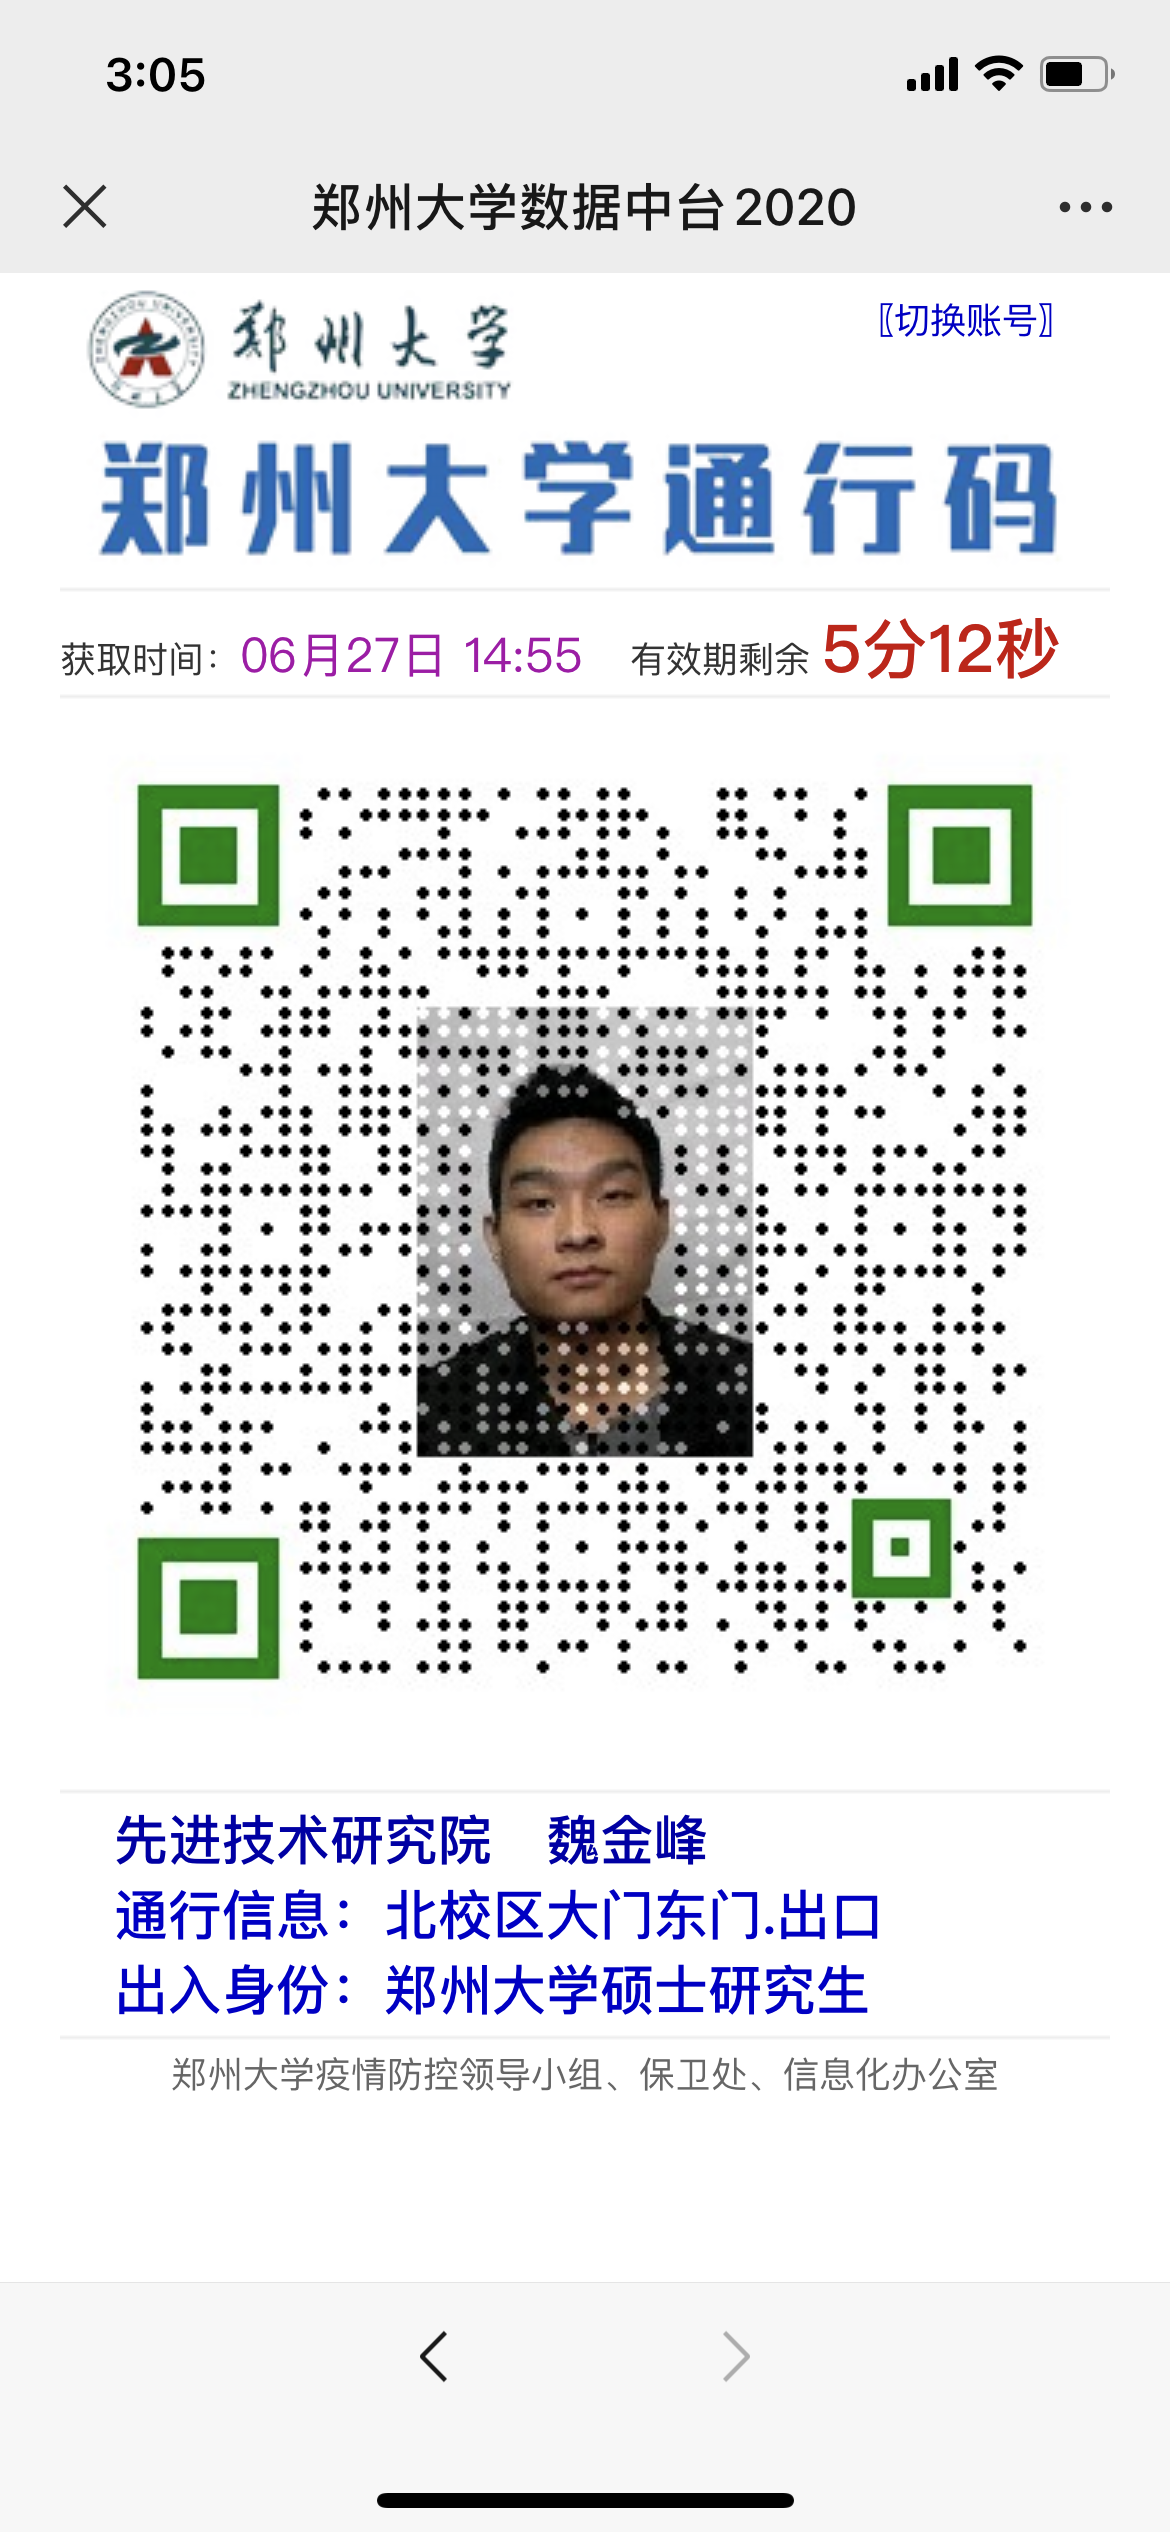 3:05
郑州大学数据中台2020
郑州大学
ZHENGZHOU UNIVERSITY
〖切换账号〗
郑州大学通行码
获取时间：06月27日 14:55 有效期剩余 5分12秒
先进技术研究院 魏金峰
通行信息：北校区大门东门.出口
出入身份：郑州大学硕士研究生
郑州大学疫情防控领导小组、保卫处、信息化办公室